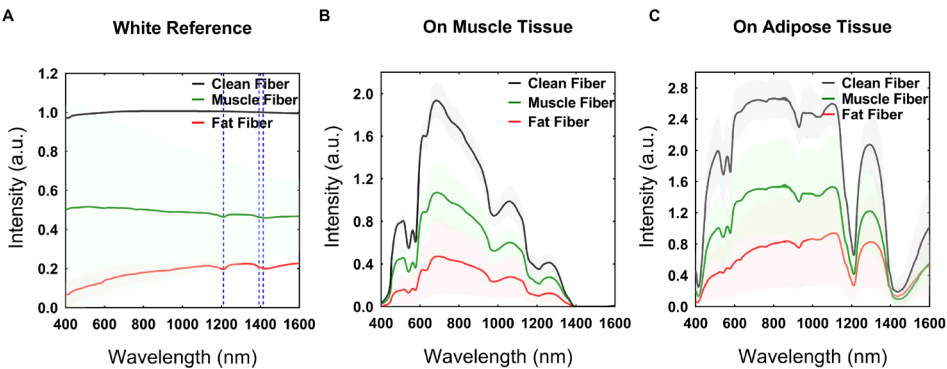 A
White Reference
Intensity (a.u.)
1.2
1.0
0.8
0.6
0.4
0.2
0.0
Clean Fiber
Muscle Fiber
Fat Fiber
400 600 800 1000 1200 1400 1600
Wavelength (nm)
B
On Muscle Tissue
Intensity (a.u.)
2.0
1.6
1.2
0.8
0.4
0.0
Clean Fiber
Muscle Fiber
Fat Fiber
400 600 800 1000 1200 1400 1600
Wavelength (nm)
C
On Adipose Tissue
Intensity (a.u.)
2.8
2.4
2.0
1.6
1.2
0.8
0.4
0.0
Clean Fiber
Muscle Fiber
Fat Fiber
400 600 800 1000 1200 1400 1600
Wavelength (nm)